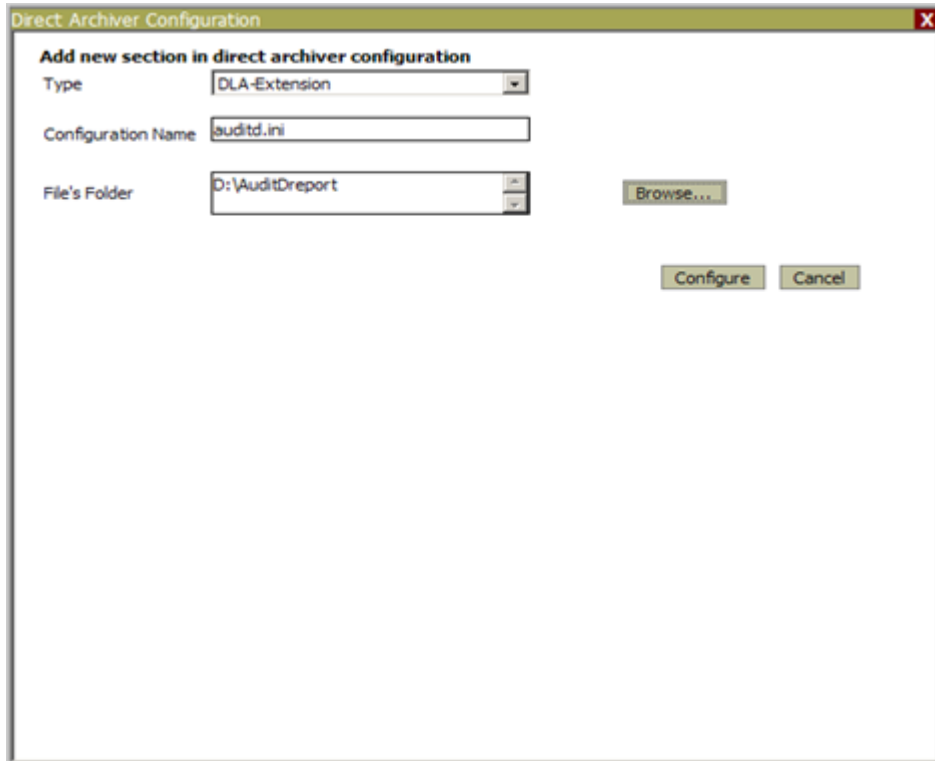 Direct Archiver Configuration X
Add new section in direct archiver configuration
Type DLA-Extension
Configuration Name auditd.ini
File's Folder D:\AuditDreport Browse...
Configure Cancel